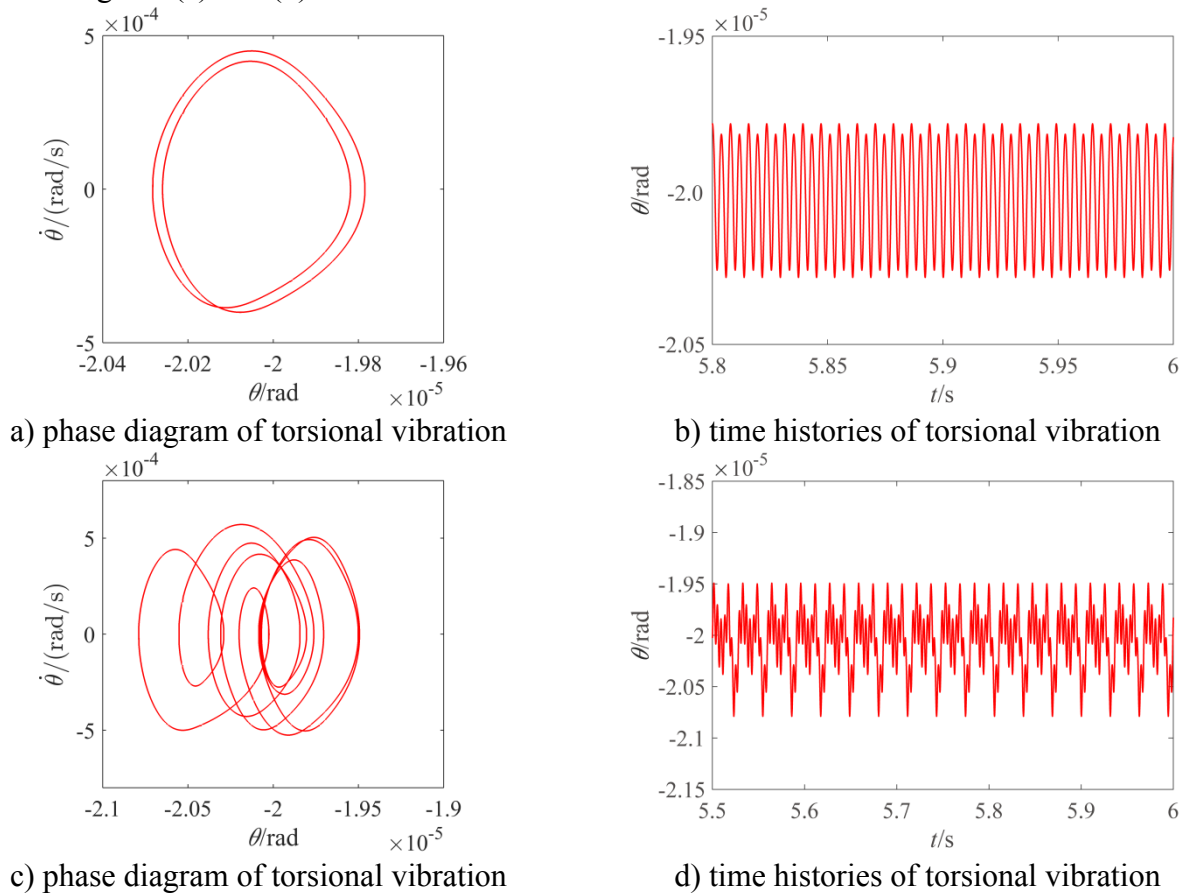 5 ×10⁻⁴
0
-5
θ̇/(rad/s)
-2.04 -2.02 -2 -1.98 -1.96
θ/rad ×10⁻⁵
-1.95 ×10⁻⁵
-2.0
-2.05
θ/rad
5.8 5.85 5.9 5.95 6
t/s
a) phase diagram of torsional vibration
b) time histories of torsional vibration
×10⁻⁴
5
0
-5
θ̇/(rad/s)
-2.1 -2.05 -2 -1.95 -1.9
θ/rad ×10⁻⁵
-1.85 ×10⁻⁵
-1.9
-1.95
-2
-2.05
-2.1
-2.15
θ/rad
5.5 5.6 5.7 5.8 5.9 6
t/s
c) phase diagram of torsional vibration
d) time histories of torsional vibration